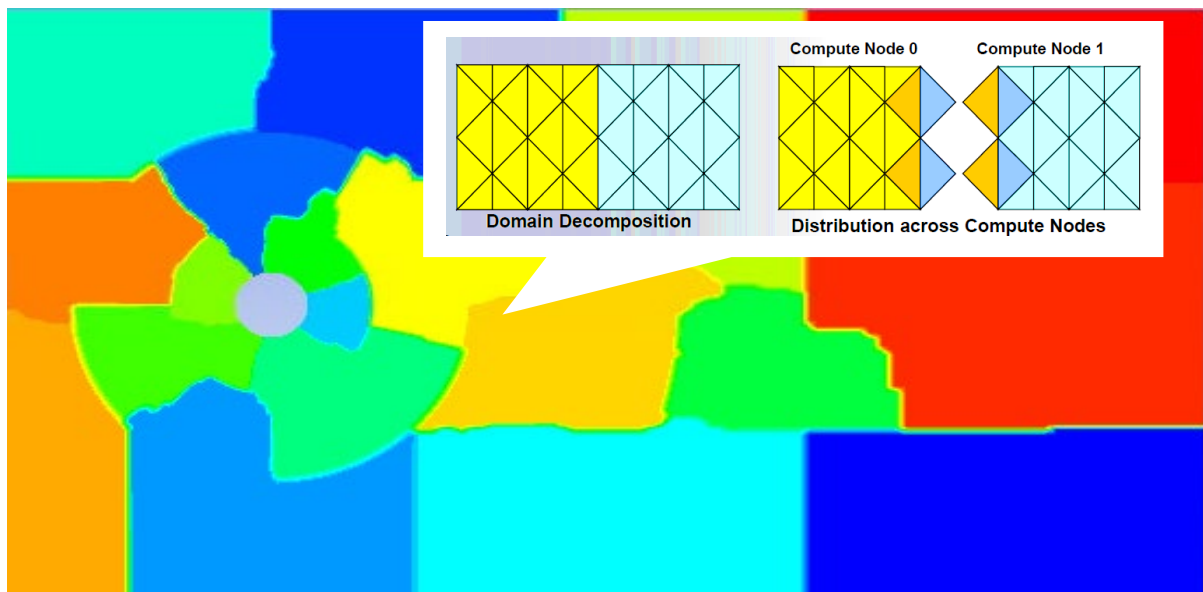 Compute Node 0
Compute Node 1
Domain Decomposition
Distribution across Compute Nodes